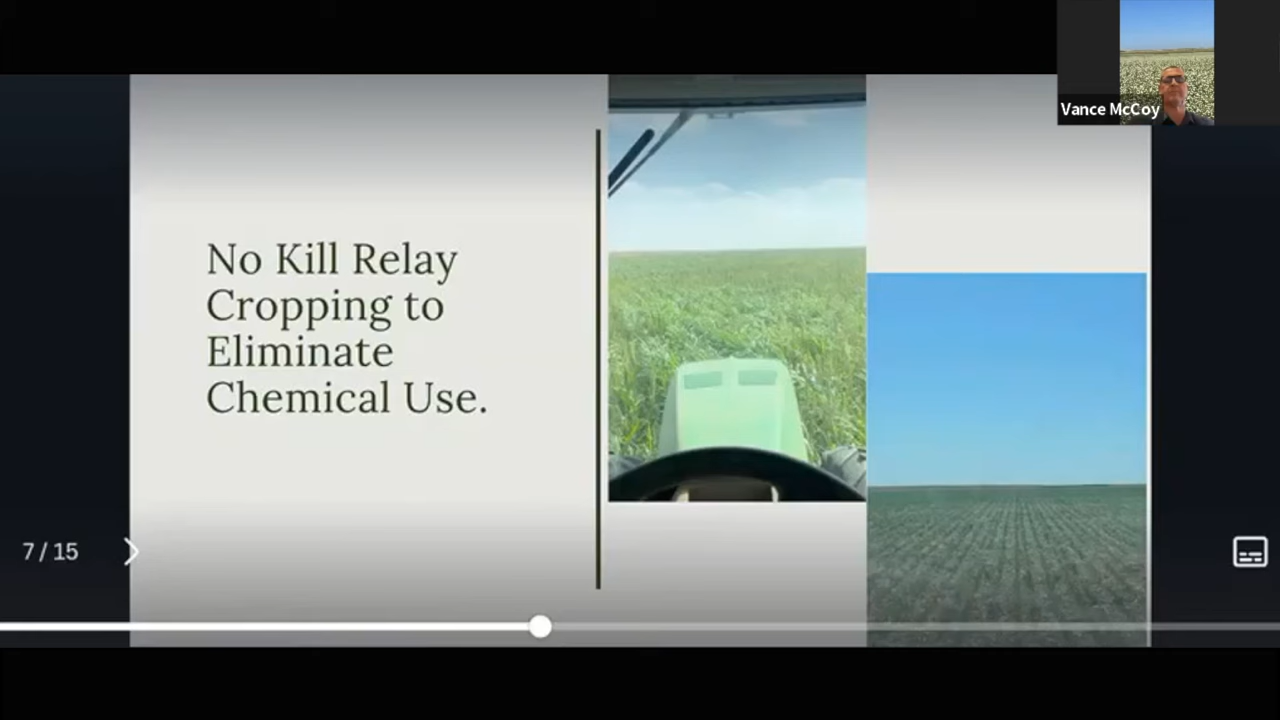 Vance McCoy
No Kill Relay
Cropping to
Eliminate
Chemical Use.
7 / 15